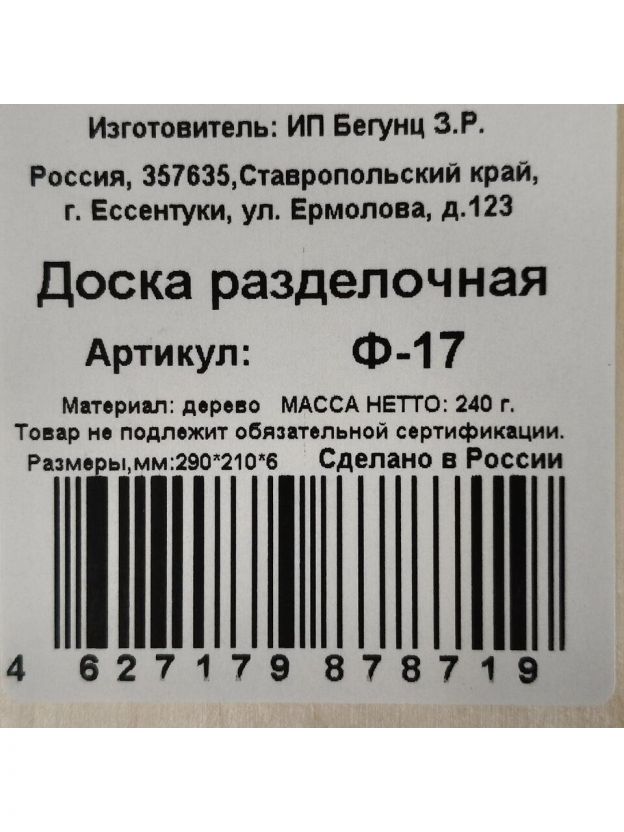 Изготовитель: ИП Бегунц З.Р.
Россия, 357635,Ставропольский край,
г. Ессентуки, ул. Ермолова, д.123
Доска разделочная
Артикул: Ф-17
Материал: дерево МАССА НЕТТО: 240 г.
Товар не подлежит обязательной сертификации.
Размеры,мм:290*210*6 Сделано в России
4 627179 878719